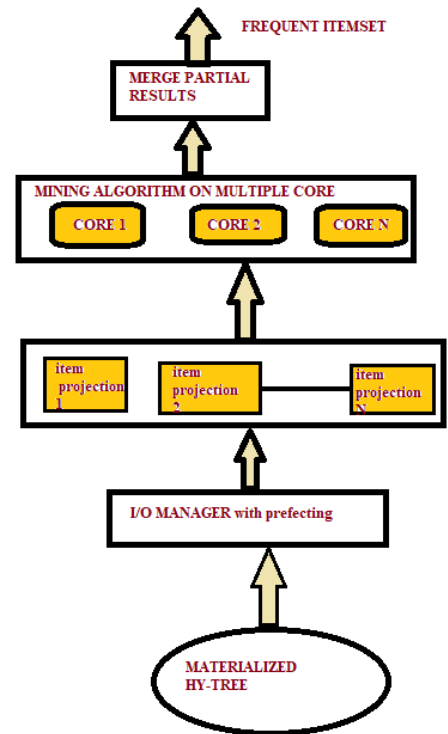 FREQUENT ITEMSET
MERGE PARTIAL
RESULTS
MINING ALGORITHM ON MULTIPLE CORE
CORE 1
CORE 2
CORE N
item
projection
1
item
projection
2
item
projection
N
I/O MANAGER with prefecting
MATERIALIZED
HY-TREE